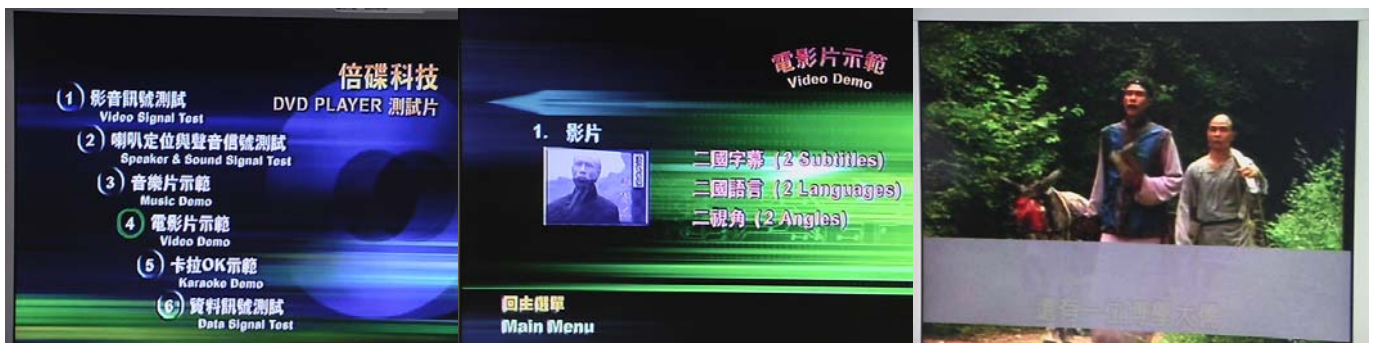 倍碟科技
DVD PLAYER 測試片
1 影音訊號測試
Video Signal Test
2 喇叭定位與聲音信號測試
Speaker & Sound Signal Test
3 音樂片示範
Music Demo
4 電影片示範
Video Demo
5 卡拉OK示範
Karaoke Demo
6 資料訊號測試
Data Signal Test
電影片示範
Video Demo
1. 影片
二國字幕 (2 Subtitles)
二國語言 (2 Languages)
二視角 (2 Angles)
回主選單
Main Menu
還有一位